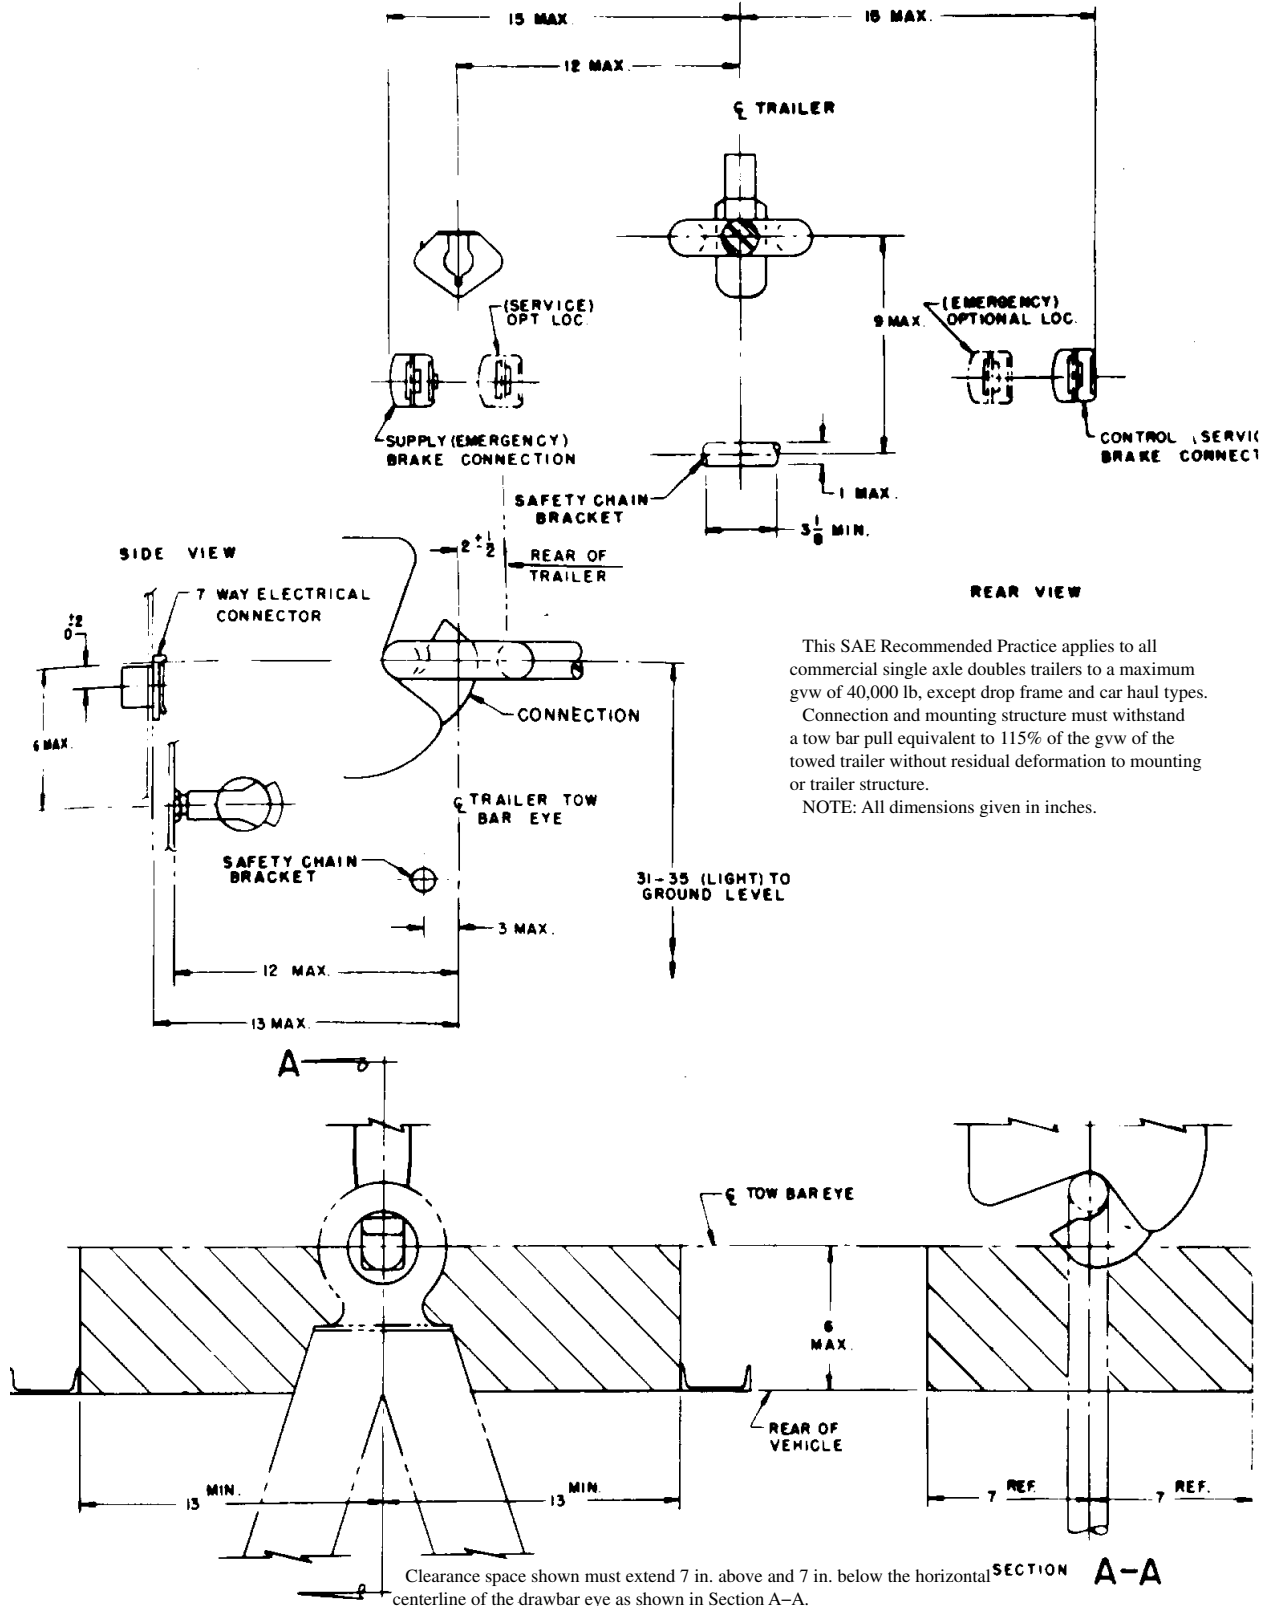 15 MAX.
15 MAX.
12 MAX.
℄ TRAILER
(SERVICE)
OPT LOC.
(EMERGENCY)
OPTIONAL LOC.
9 MAX.
SUPPLY (EMERGENCY)
BRAKE CONNECTION
CONTROL (SERVIC
BRAKE CONNECT
SAFETY CHAIN
BRACKET
1 MAX.
3 1/8 MIN.
SIDE VIEW
2 ± 1/2
REAR OF
TRAILER
7 WAY ELECTRICAL
CONNECTOR
REAR VIEW
±2
0
6 MAX.
CONNECTION
℄ TRAILER TOW
BAR EYE
SAFETY CHAIN
BRACKET
31-35 (LIGHT) TO
GROUND LEVEL
3 MAX.
12 MAX.
13 MAX.
This SAE Recommended Practice applies to all
commercial single axle doubles trailers to a maximum
gvw of 40,000 lb, except drop frame and car haul types.
Connection and mounting structure must withstand
a tow bar pull equivalent to 115% of the gvw of the
towed trailer without residual deformation to mounting
or trailer structure.
NOTE: All dimensions given in inches.
A
℄ TOW BAR EYE
6
MAX.
REAR OF
VEHICLE
13 MIN.
13 MIN.
7 REF.
7 REF.
SECTION A-A
Clearance space shown must extend 7 in. above and 7 in. below the horizontal
centerline of the drawbar eye as shown in Section A–A.